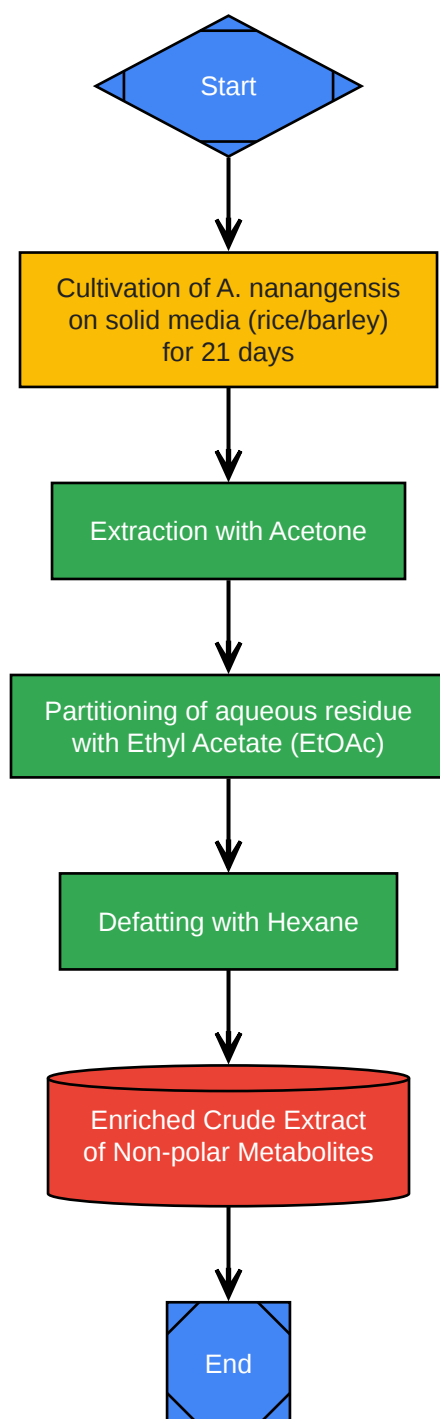 Start
Cultivation of A. nanangensis
on solid media (rice/barley)
for 21 days
Extraction with Acetone
Partitioning of aqueous residue
with Ethyl Acetate (EtOAc)
Defatting with Hexane
Enriched Crude Extract
of Non-polar Metabolites
End